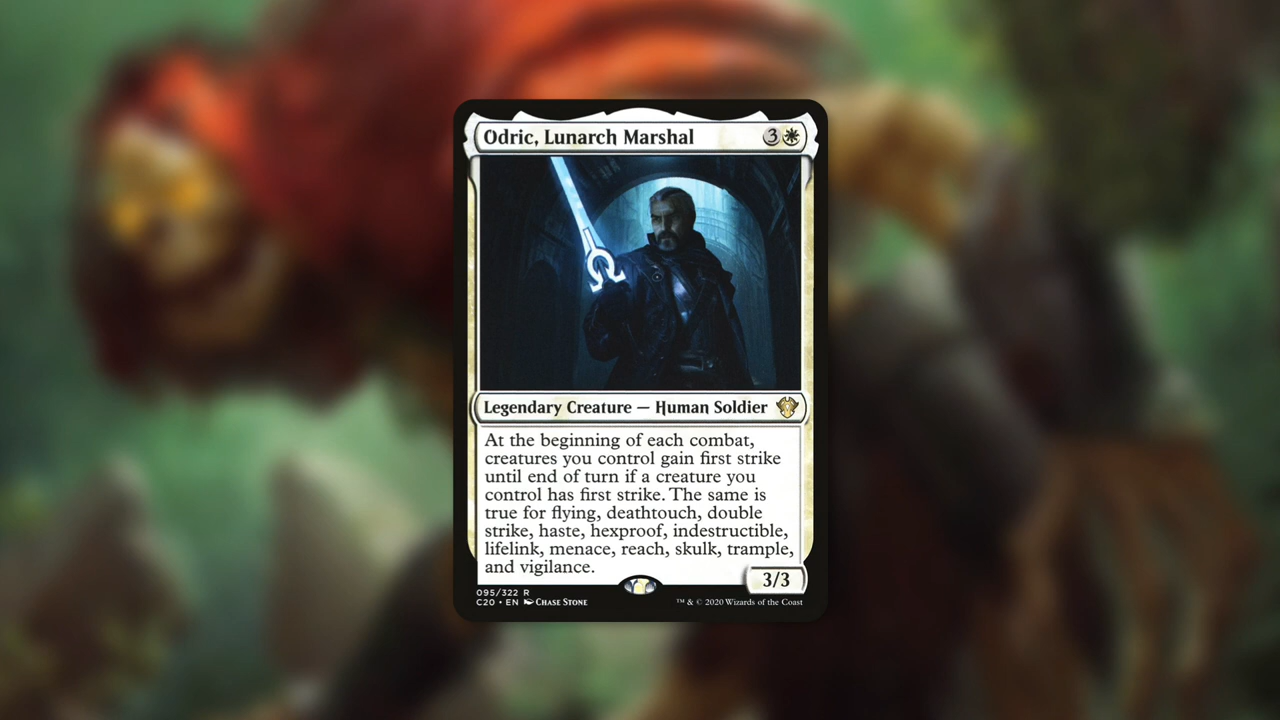 Odric, Lunarch Marshal 3
Legendary Creature — Human Soldier
At the beginning of each combat,
creatures you control gain first strike
until end of turn if a creature you
control has first strike. The same is
true for flying, deathtouch, double
strike, haste, hexproof, indestructible,
lifelink, menace, reach, skulk, trample,
and vigilance.
3/3
095/322 R
C20 • EN Chase Stone
™ & © 2020 Wizards of the Coast